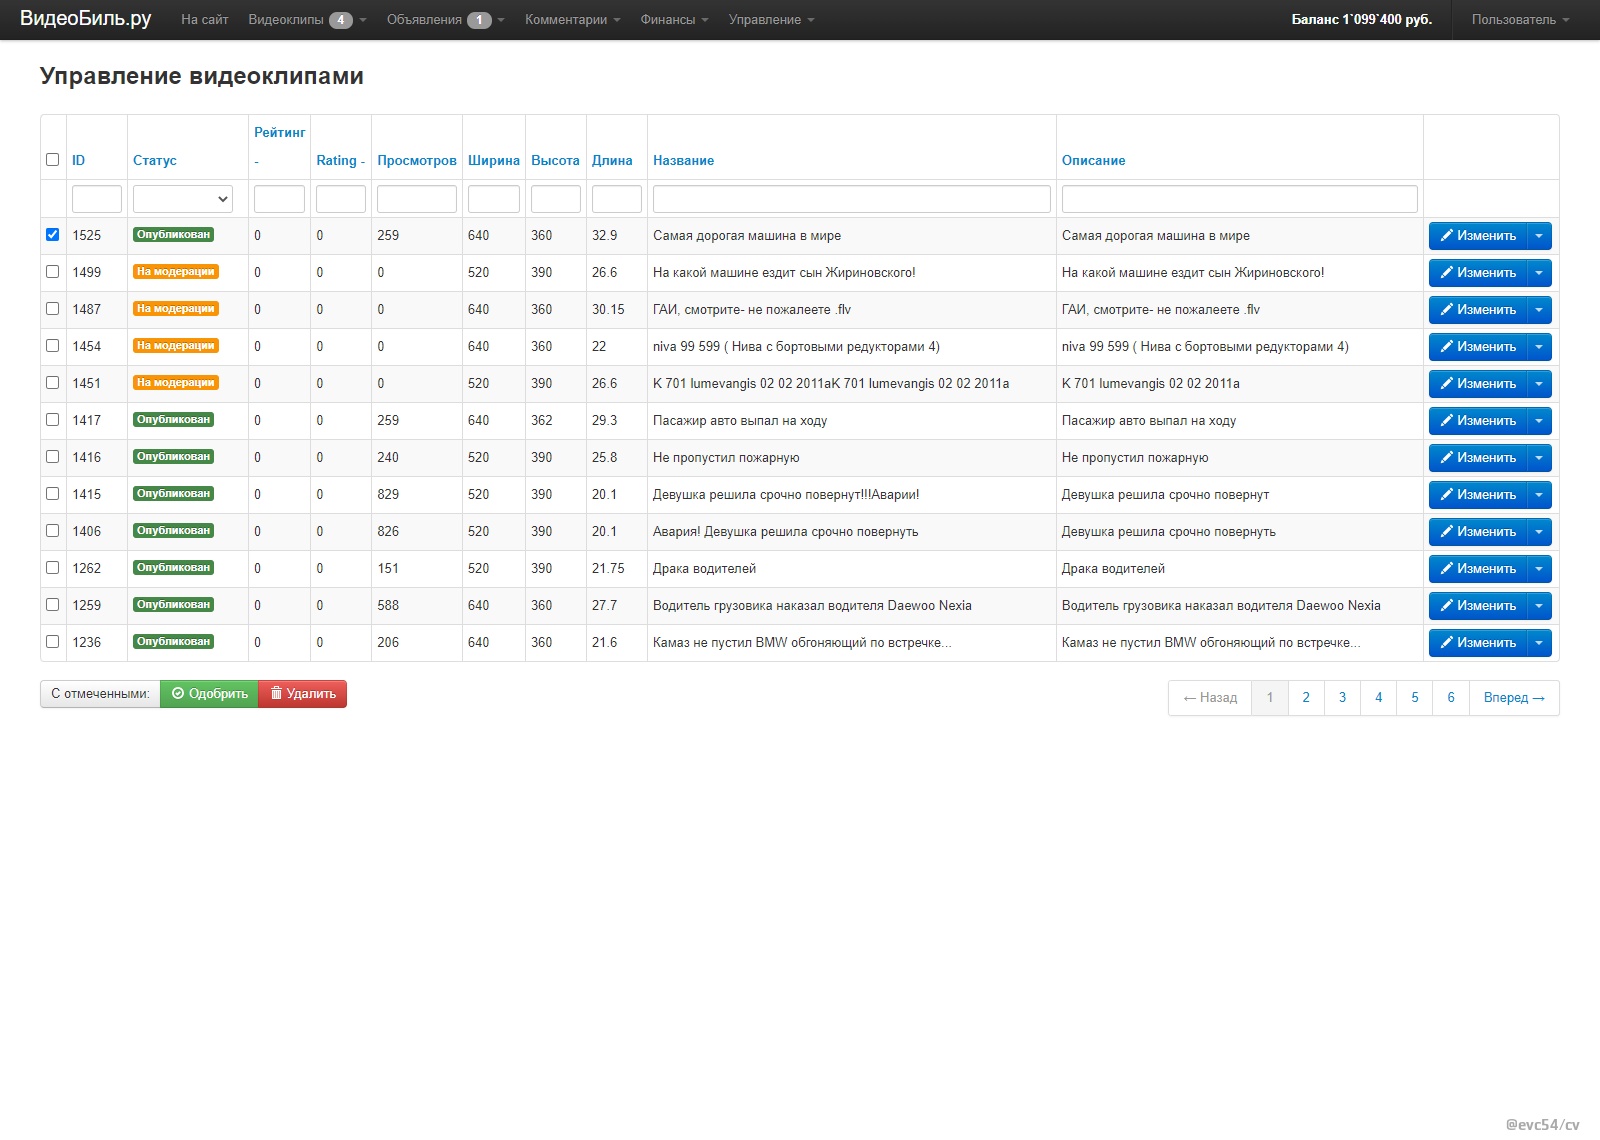 ВидеоБиль.ру На сайт Видеоклипы 4 Объявления 1 Комментарии Финансы Управление Баланс 1`099`400 руб. Пользователь
Управление видеоклипами
ID Статус Рейтинг - Rating - Просмотров Ширина Высота Длина Название Описание
1525 Опубликован 0 0 259 640 360 32.9 Самая дорогая машина в мире Самая дорогая машина в мире Изменить
1499 На модерации 0 0 0 520 390 26.6 На какой машине ездит сын Жириновского! На какой машине ездит сын Жириновского! Изменить
1487 На модерации 0 0 0 640 360 30.15 ГАИ, смотрите- не пожалеете .flv ГАИ, смотрите- не пожалеете .flv Изменить
1454 На модерации 0 0 0 640 360 22 niva 99 599 ( Нива с бортовыми редукторами 4) niva 99 599 ( Нива с бортовыми редукторами 4) Изменить
1451 На модерации 0 0 0 520 390 26.6 K 701 lumevangis 02 02 2011aK 701 lumevangis 02 02 2011a K 701 lumevangis 02 02 2011a Изменить
1417 Опубликован 0 0 259 640 362 29.3 Пасажир авто выпал на ходу Пасажир авто выпал на ходу Изменить
1416 Опубликован 0 0 240 520 390 25.8 Не пропустил пожарную Не пропустил пожарную Изменить
1415 Опубликован 0 0 829 520 390 20.1 Девушка решила срочно повернут!!!Аварии! Девушка решила срочно повернут Изменить
1406 Опубликован 0 0 826 520 390 20.1 Авария! Девушка решила срочно повернуть Девушка решила срочно повернуть Изменить
1262 Опубликован 0 0 151 520 390 21.75 Драка водителей Драка водителей Изменить
1259 Опубликован 0 0 588 640 360 27.7 Водитель грузовика наказал водителя Daewoo Nexia Водитель грузовика наказал водителя Daewoo Nexia Изменить
1236 Опубликован 0 0 206 640 360 21.6 Камаз не пустил BMW обгоняющий по встречке... Камаз не пустил BMW обгоняющий по встречке... Изменить
С отмеченными: Одобрить Удалить ← Назад 1 2 3 4 5 6 Вперед →
@evc54/cv